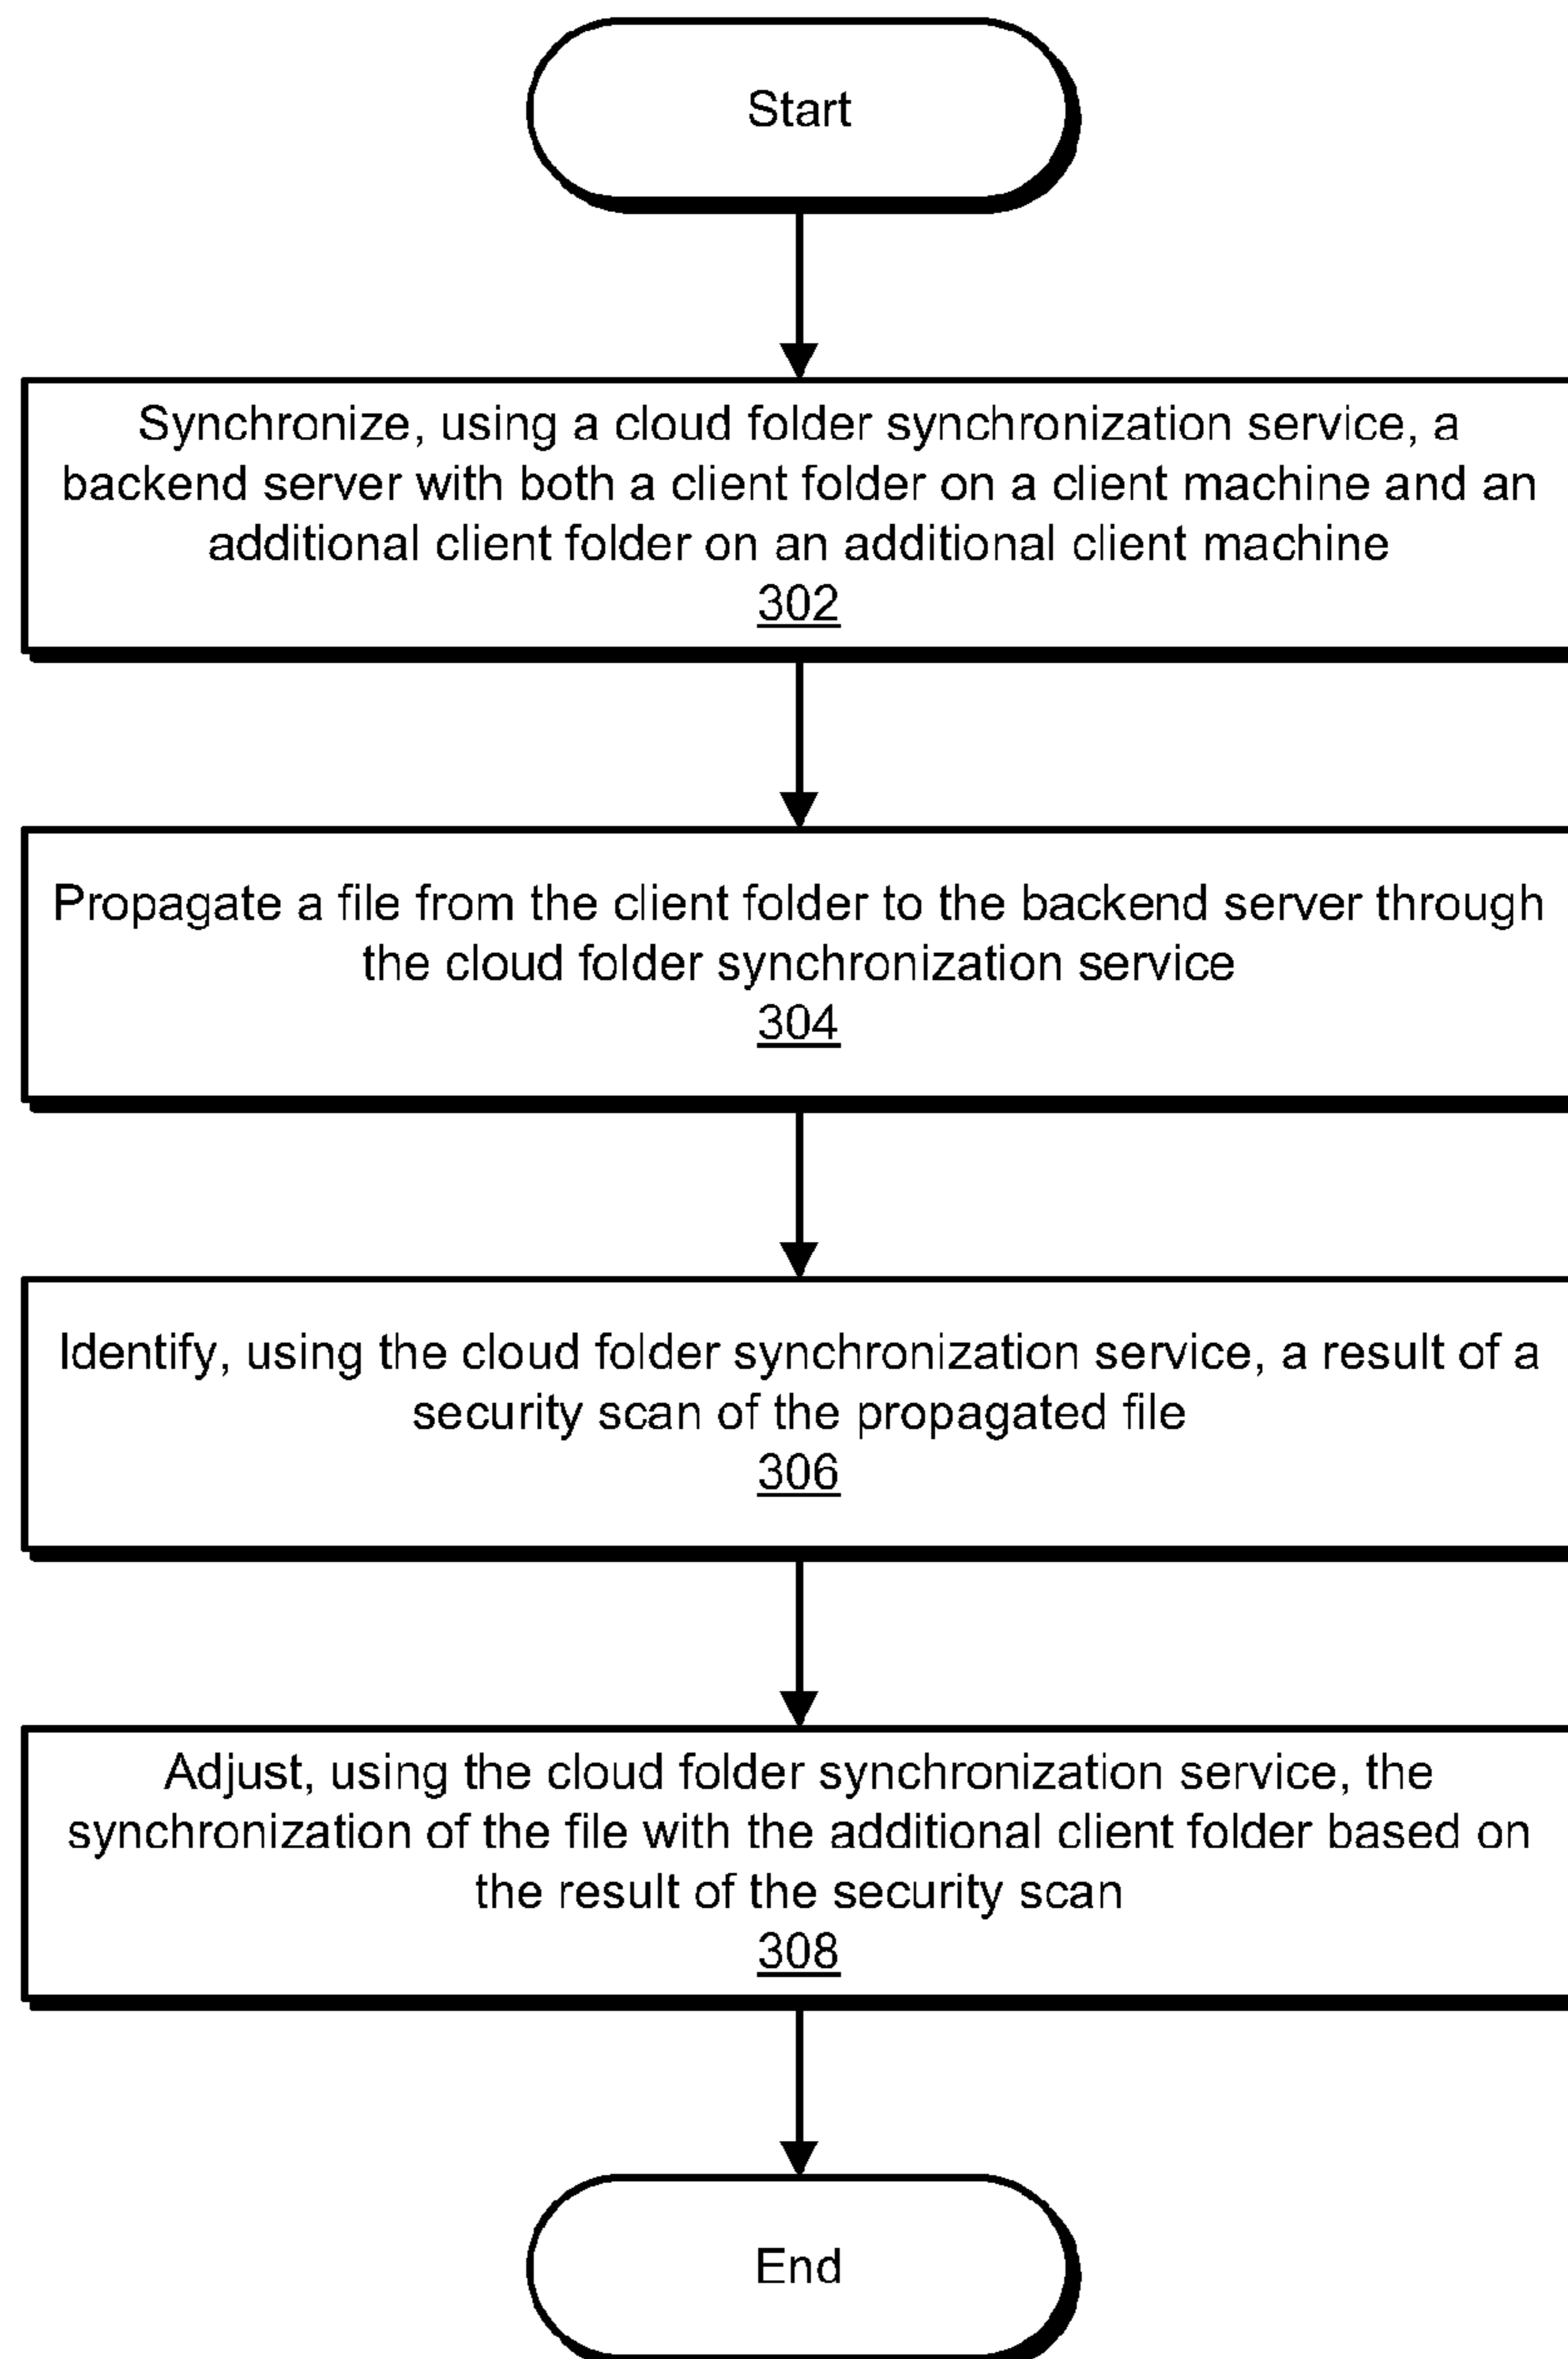 Start
Synchronize, using a cloud folder synchronization service, a
backend server with both a client folder on a client machine and an
additional client folder on an additional client machine
302
Propagate a file from the client folder to the backend server through
the cloud folder synchronization service
304
Identify, using the cloud folder synchronization service, a result of a
security scan of the propagated file
306
Adjust, using the cloud folder synchronization service, the
synchronization of the file with the additional client folder based on
the result of the security scan
308
End